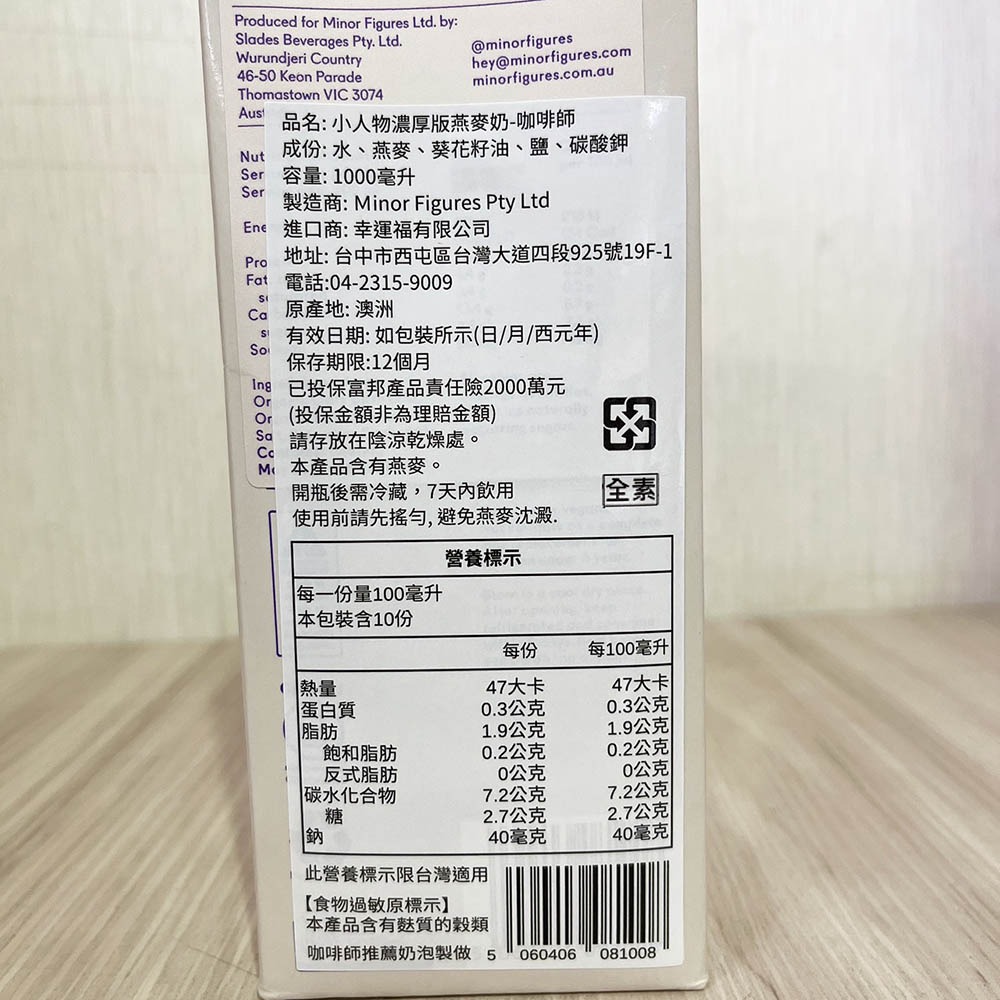 Produced for Minor Figures Ltd. by:
Slades Beverages Pty. Ltd.
Wurundjeri Country
46-50 Keon Parade
Thomastown VIC 3074
@minorfigures
hey@minorfigures.com
minorfigures.com.au
品名: 小人物濃厚版燕麥奶-咖啡師
成份: 水、燕麥、葵花籽油、鹽、碳酸鉀
容量: 1000毫升
製造商: Minor Figures Pty Ltd
進口商: 幸運福有限公司
地址: 台中市西屯區台灣大道四段925號19F-1
電話:04-2315-9009
原產地: 澳洲
有效日期: 如包裝所示(日/月/西元年)
保存期限:12個月
已投保富邦產品責任險2000萬元
(投保金額非為理賠金額)
請存放在陰涼乾燥處。
本產品含有燕麥。
開瓶後需冷藏，7天內飲用
使用前請先搖勻, 避免燕麥沈澱.
全素
營養標示
每一份量100毫升
本包裝含10份
每份 每100毫升
熱量 47大卡 47大卡
蛋白質 0.3公克 0.3公克
脂肪 1.9公克 1.9公克
飽和脂肪 0.2公克 0.2公克
反式脂肪 0公克 0公克
碳水化合物 7.2公克 7.2公克
糖 2.7公克 2.7公克
鈉 40毫克 40毫克
此營養標示限台灣適用
【食物過敏原標示】
本產品含有麩質的穀類
咖啡師推薦奶泡製做
5 060406 081008